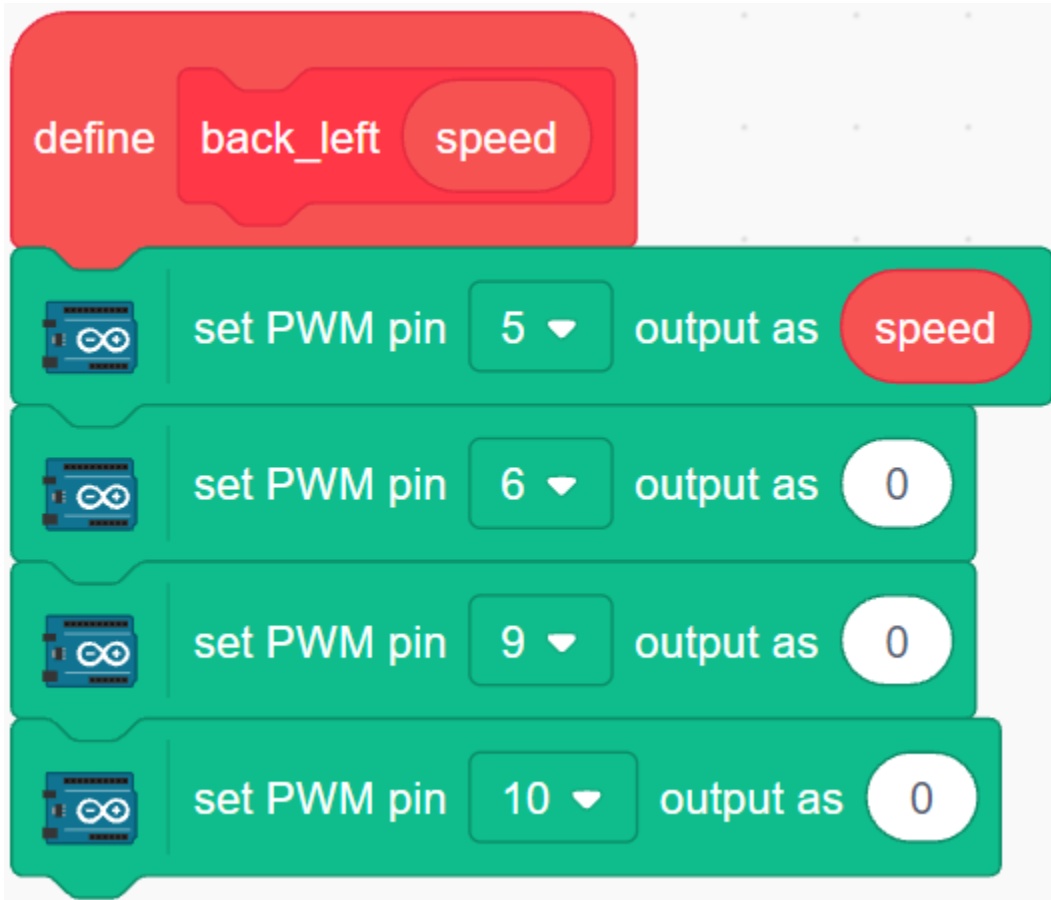 define back_left speed
set PWM pin 5 output as speed
set PWM pin 6 output as 0
set PWM pin 9 output as 0
set PWM pin 10 output as 0